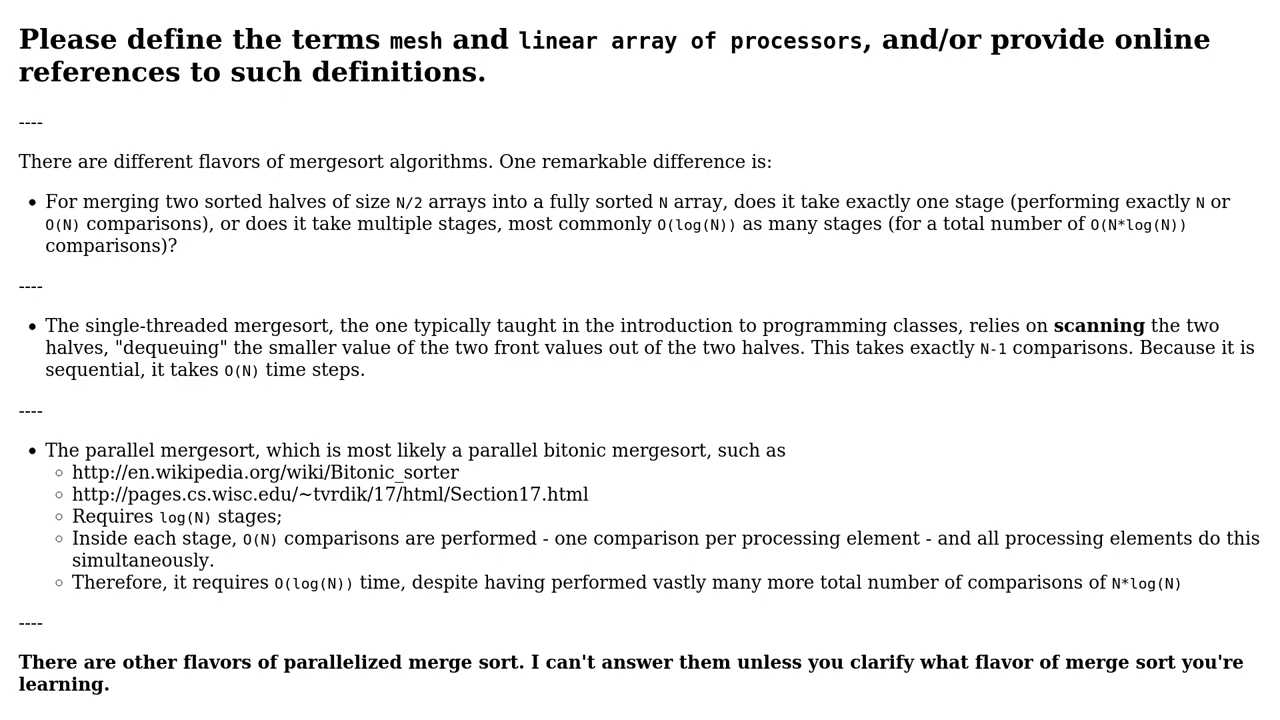 Please define the terms mesh and linear array of processors, and/or provide online
references to such definitions.
----
There are different flavors of mergesort algorithms. One remarkable difference is:
• For merging two sorted halves of size N/2 arrays into a fully sorted N array, does it take exactly one stage (performing exactly N or
O(N) comparisons), or does it take multiple stages, most commonly O(log(N)) as many stages (for a total number of O(N*log(N))
comparisons)?
----
• The single-threaded mergesort, the one typically taught in the introduction to programming classes, relies on scanning the two
halves, "dequeuing" the smaller value of the two front values out of the two halves. This takes exactly N-1 comparisons. Because it is
sequential, it takes O(N) time steps.
----
• The parallel mergesort, which is most likely a parallel bitonic mergesort, such as
◦ http://en.wikipedia.org/wiki/Bitonic_sorter
◦ http://pages.cs.wisc.edu/~tvrdik/17/html/Section17.html
◦ Requires log(N) stages;
◦ Inside each stage, O(N) comparisons are performed - one comparison per processing element - and all processing elements do this
simultaneously.
◦ Therefore, it requires O(log(N)) time, despite having performed vastly many more total number of comparisons of N*log(N)
----
There are other flavors of parallelized merge sort. I can't answer them unless you clarify what flavor of merge sort you're
learning.